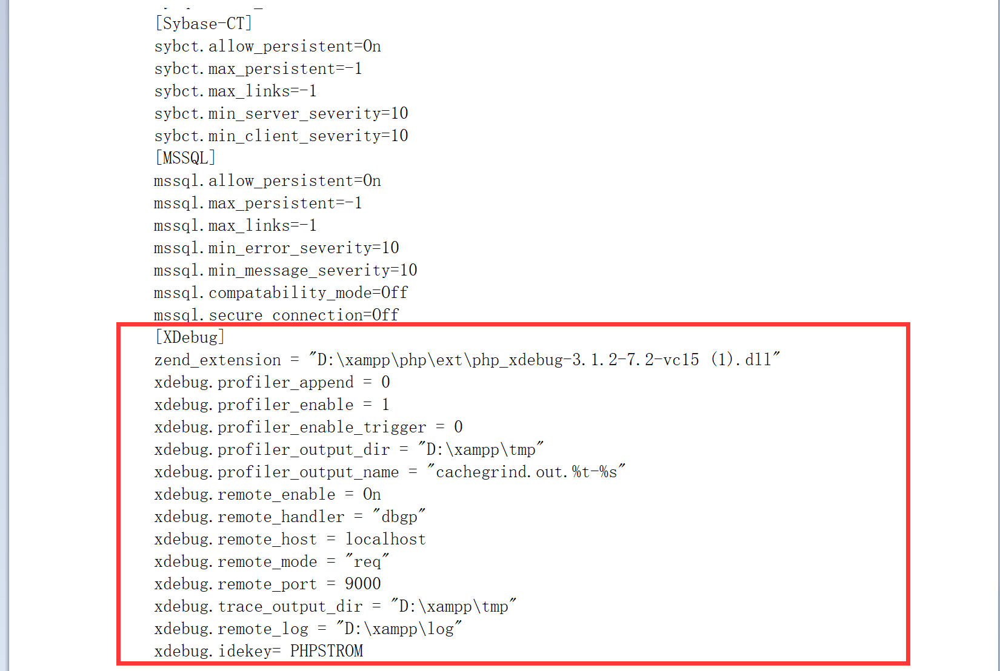 [Sybase-CT]
sybct.allow_persistent=On
sybct.max_persistent=-1
sybct.max_links=-1
sybct.min_server_severity=10
sybct.min_client_severity=10
[MSSQL]
mssql.allow_persistent=On
mssql.max_persistent=-1
mssql.max_links=-1
mssql.min_error_severity=10
mssql.min_message_severity=10
mssql.compatability_mode=Off
mssql.secure connection=Off
[XDebug]
zend_extension = "D:\xampp\php\ext\php_xdebug-3.1.2-7.2-vc15 (1).dll"
xdebug.profiler_append = 0
xdebug.profiler_enable = 1
xdebug.profiler_enable_trigger = 0
xdebug.profiler_output_dir = "D:\xampp\tmp"
xdebug.profiler_output_name = "cachegrind.out.%t-%s"
xdebug.remote_enable = On
xdebug.remote_handler = "dbgp"
xdebug.remote_host = localhost
xdebug.remote_mode = "req"
xdebug.remote_port = 9000
xdebug.trace_output_dir = "D:\xampp\tmp"
xdebug.remote_log = "D:\xampp\log"
xdebug.idekey= PHPSTROM